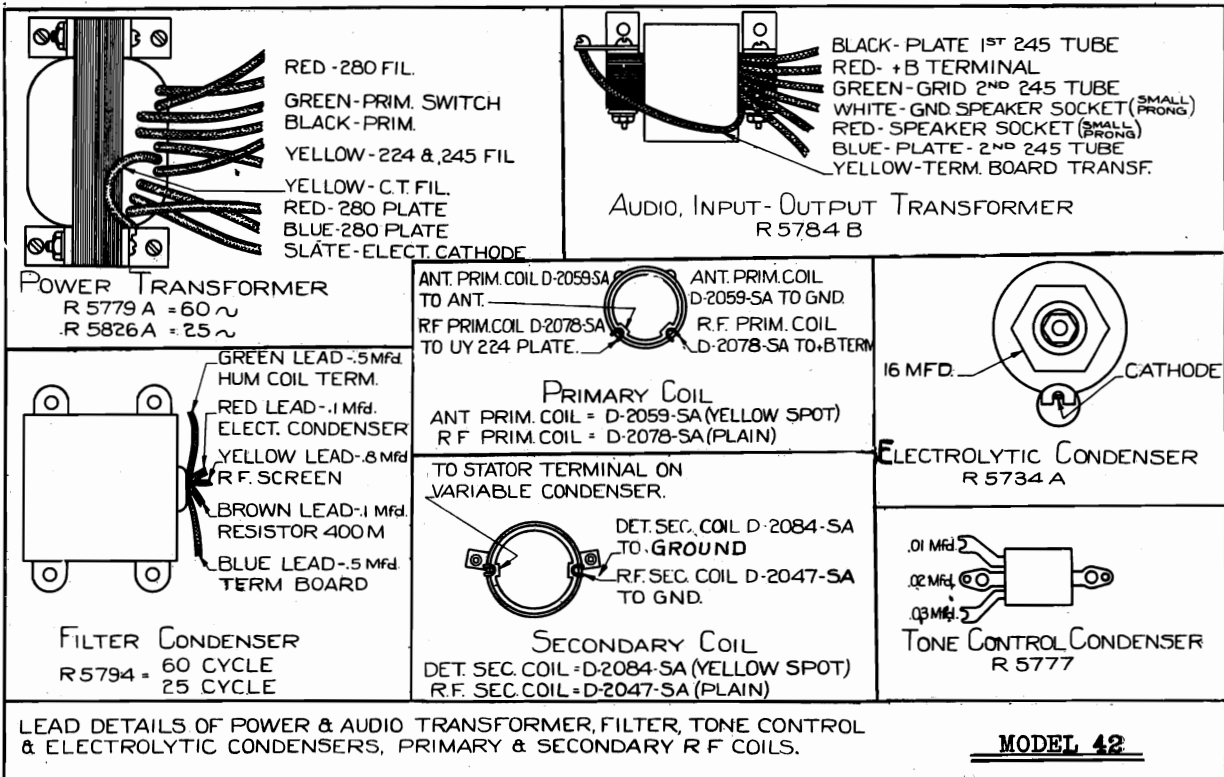 RED - 280 FIL.
GREEN-PRIM. SWITCH
BLACK-PRIM.
YELLOW-224 & 245 FIL
YELLOW-C.T. FIL.
RED-280 PLATE
BLUE-280 PLATE
SLATE-ELECT. CATHODE
POWER TRANSFORMER
R 5779 A = 60 ~
R 5826 A = 25 ~
BLACK-PLATE 1ST 245 TUBE
RED- +B TERMINAL
GREEN-GRID 2ND 245 TUBE
WHITE-GND. SPEAKER SOCKET (SMALL PRONG)
RED-SPEAKER SOCKET (SMALL PRONG)
BLUE-PLATE-2ND 245 TUBE
YELLOW-TERM. BOARD TRANSF.
AUDIO, INPUT-OUTPUT TRANSFORMER
R 5784 B
GREEN LEAD-.5 Mfd.
HUM COIL TERM.
RED LEAD-.1 Mfd.
ELECT. CONDENSER
YELLOW LEAD-.8 Mfd
R F. SCREEN
BROWN LEAD-.1 Mfd.
RESISTOR 400 M
BLUE LEAD-.5 Mfd.
TERM BOARD
FILTER CONDENSER
R 5794 = 60 CYCLE
25 CYCLE
ANT. PRIM. COIL D-2059-SA
TO ANT.
R F PRIM. COIL D-2078-SA
TO UY 224 PLATE.
ANT. PRIM. COIL
D-2059-SA TO GND.
R.F. PRIM. COIL
D-2078-SA TO +B TERM
PRIMARY COIL
ANT PRIM. COIL = D-2059-SA (YELLOW SPOT)
R F PRIM. COIL = D-2078-SA (PLAIN)
TO STATOR TERMINAL ON
VARIABLE CONDENSER.
DET. SEC. COIL D-2084-SA
TO. GROUND
R.F. SEC. COIL D-2047-SA
TO GND.
SECONDARY COIL
DET. SEC. COIL = D-2084-SA (YELLOW SPOT)
R.F. SEC. COIL = D-2047-SA (PLAIN)
16 MFD.
CATHODE
ELECTROLYTIC CONDENSER
R 5734 A
.01 Mfd.
.02 Mfd.
.03 Mfd.
TONE CONTROL CONDENSER
R 5777
LEAD DETAILS OF POWER & AUDIO TRANSFORMER, FILTER, TONE CONTROL
& ELECTROLYTIC CONDENSERS, PRIMARY & SECONDARY R F COILS.
MODEL 42